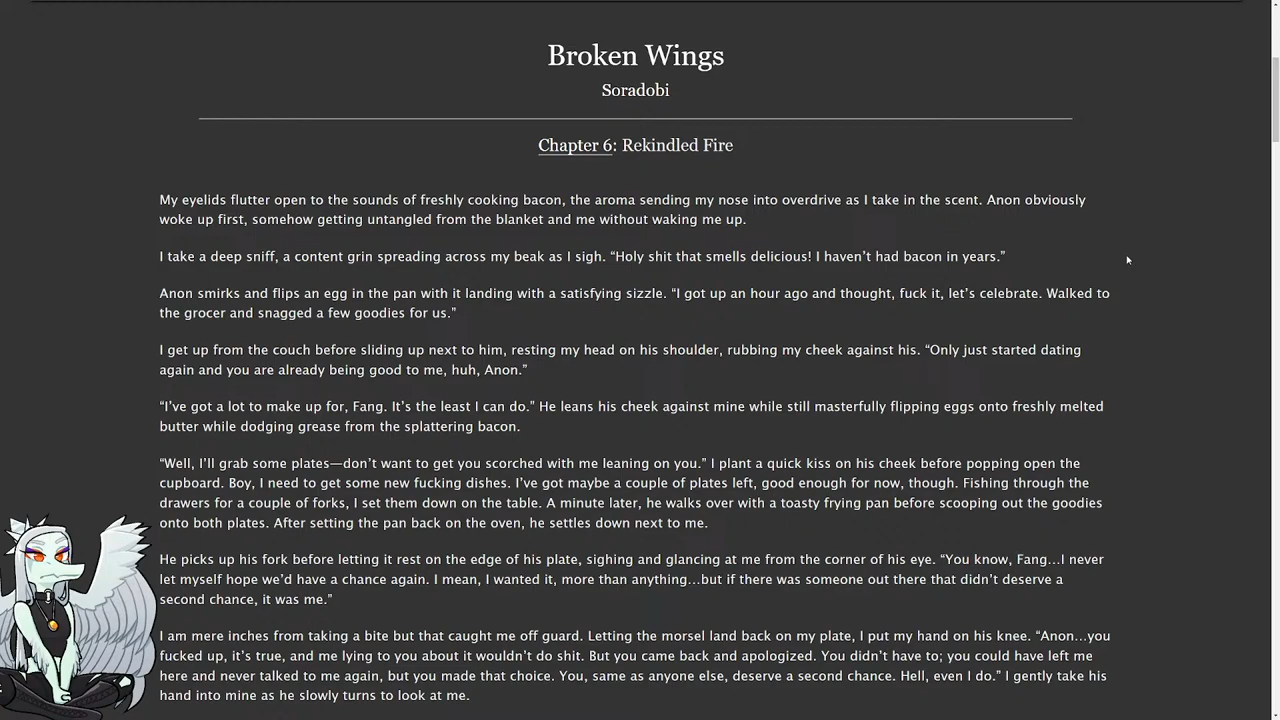 Broken Wings
Soradobi
Chapter 6: Rekindled Fire
My eyelids flutter open to the sounds of freshly cooking bacon, the aroma sending my nose into overdrive as I take in the scent. Anon obviously
woke up first, somehow getting untangled from the blanket and me without waking me up.
I take a deep sniff, a content grin spreading across my beak as I sigh. “Holy shit that smells delicious! I haven’t had bacon in years.”
Anon smirks and flips an egg in the pan with it landing with a satisfying sizzle. “I got up an hour ago and thought, fuck it, let’s celebrate. Walked to
the grocer and snagged a few goodies for us.”
I get up from the couch before sliding up next to him, resting my head on his shoulder, rubbing my cheek against his. “Only just started dating
again and you are already being good to me, huh, Anon.”
“I’ve got a lot to make up for, Fang. It’s the least I can do.” He leans his cheek against mine while still masterfully flipping eggs onto freshly melted
butter while dodging grease from the splattering bacon.
“Well, I’ll grab some plates—don’t want to get you scorched with me leaning on you.” I plant a quick kiss on his cheek before popping open the
cupboard. Boy, I need to get some new fucking dishes. I’ve got maybe a couple of plates left, good enough for now, though. Fishing through the
drawers for a couple of forks, I set them down on the table. A minute later, he walks over with a toasty frying pan before scooping out the goodies
onto both plates. After setting the pan back on the oven, he settles down next to me.
He picks up his fork before letting it rest on the edge of his plate, sighing and glancing at me from the corner of his eye. “You know, Fang…I never
let myself hope we’d have a chance again. I mean, I wanted it, more than anything…but if there was someone out there that didn’t deserve a
second chance, it was me.”
I am mere inches from taking a bite but that caught me off guard. Letting the morsel land back on my plate, I put my hand on his knee. “Anon…you
fucked up, it’s true, and me lying to you about it wouldn’t do shit. But you came back and apologized. You didn’t have to; you could have left me
here and never talked to me again, but you made that choice. You, same as anyone else, deserve a second chance. Hell, even I do.” I gently take his
hand into mine as he slowly turns to look at me.